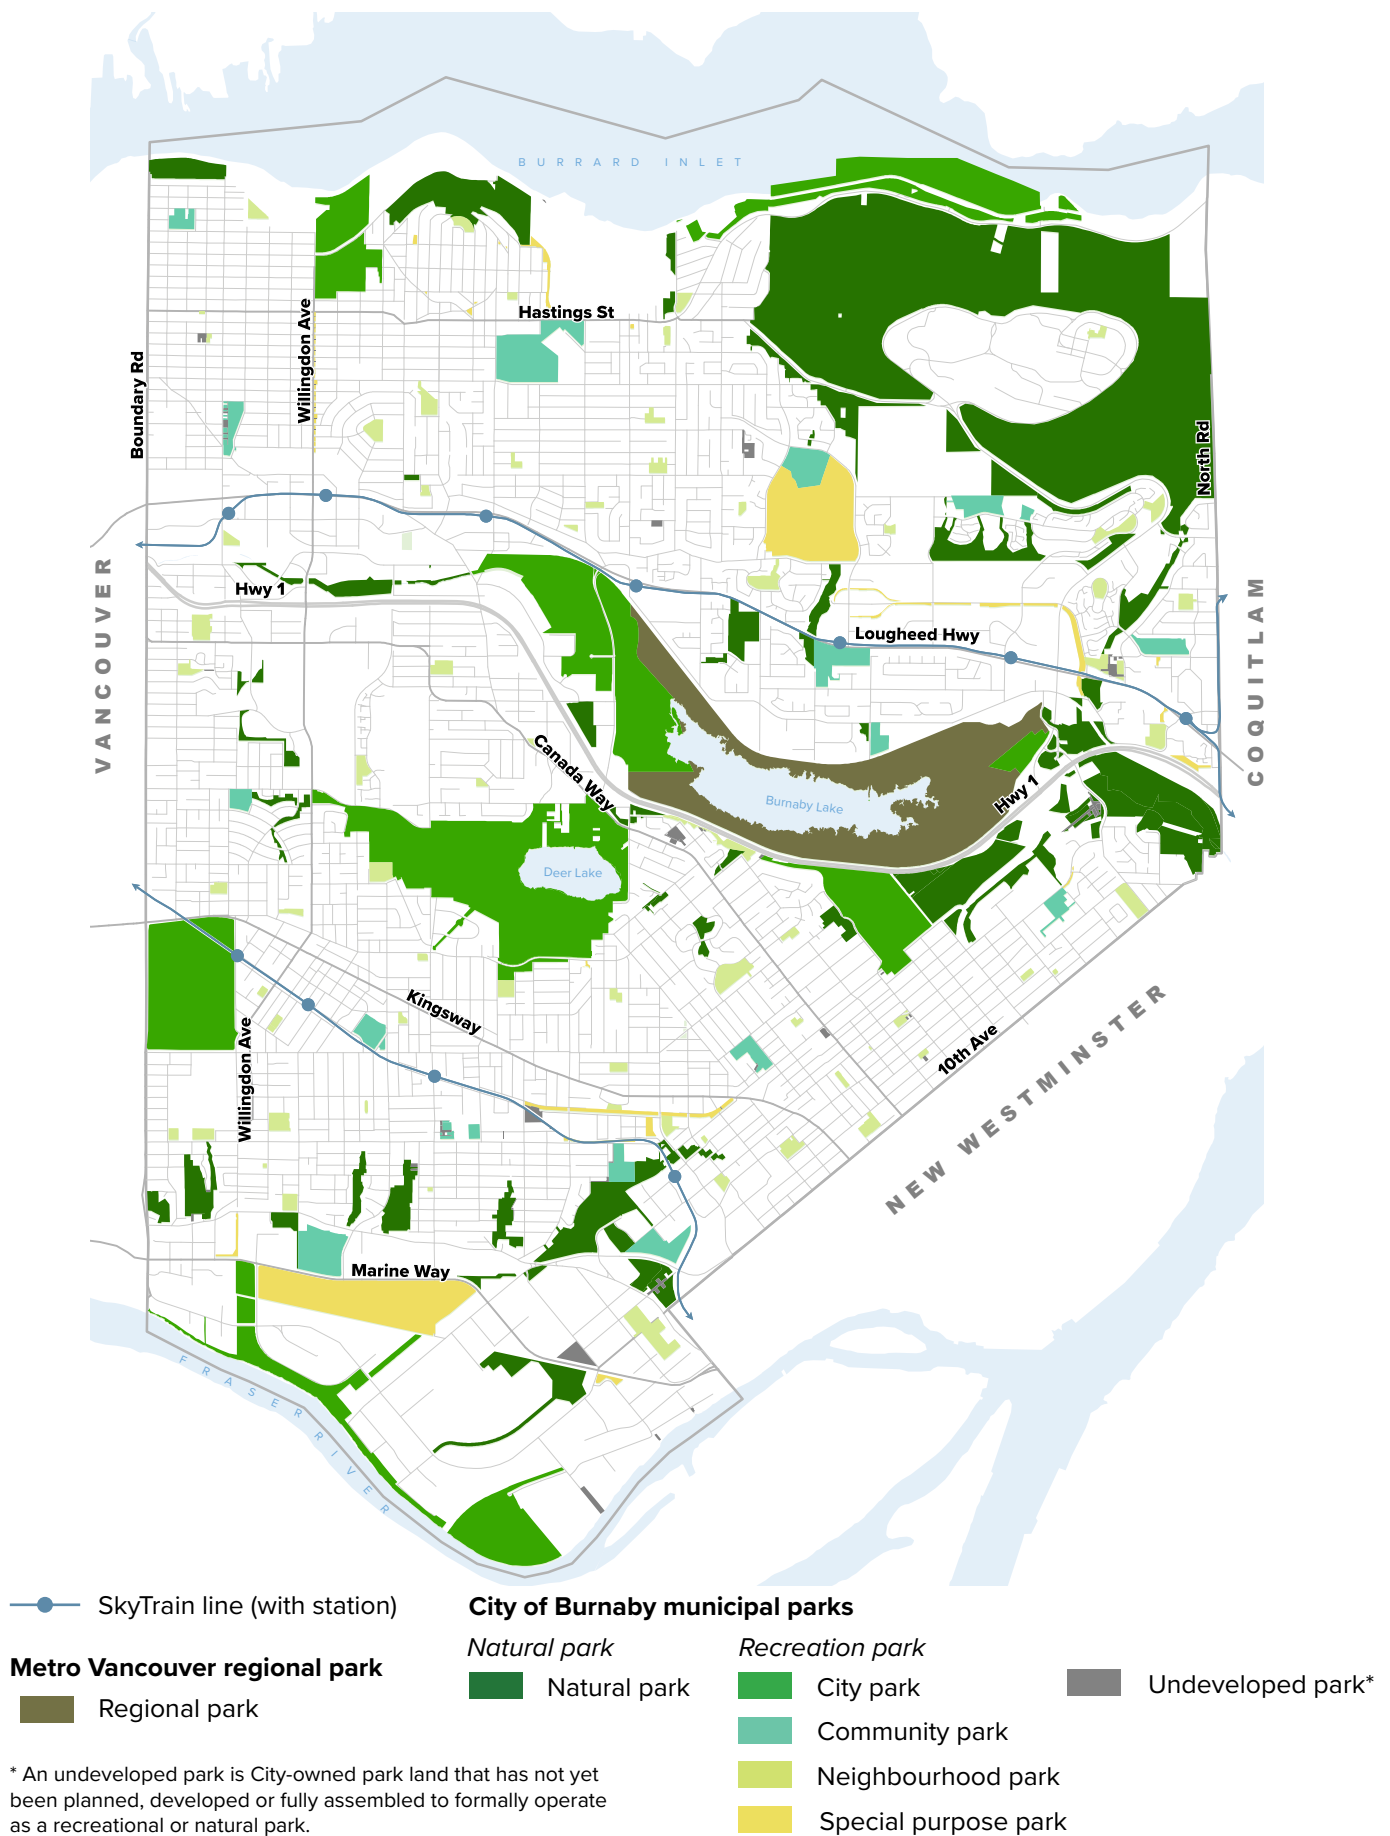 BURRARD INLET
Hastings St
Willingdon Ave
Boundary Rd
North Rd
VANCOUVER
Hwy 1
COQUITLAM
Lougheed Hwy
Canada Way
Burnaby Lake
Hwy 1
Deer Lake
Kingsway
Willingdon Ave
10th Ave
NEW WESTMINSTER
Marine Way
FRASER RIVER
SkyTrain line (with station)
Metro Vancouver regional park
Regional park
* An undeveloped park is City-owned park land that has not yet
been planned, developed or fully assembled to formally operate
as a recreational or natural park.
City of Burnaby municipal parks
Natural park
Natural park
Recreation park
City park
Community park
Neighbourhood park
Special purpose park
Undeveloped park*